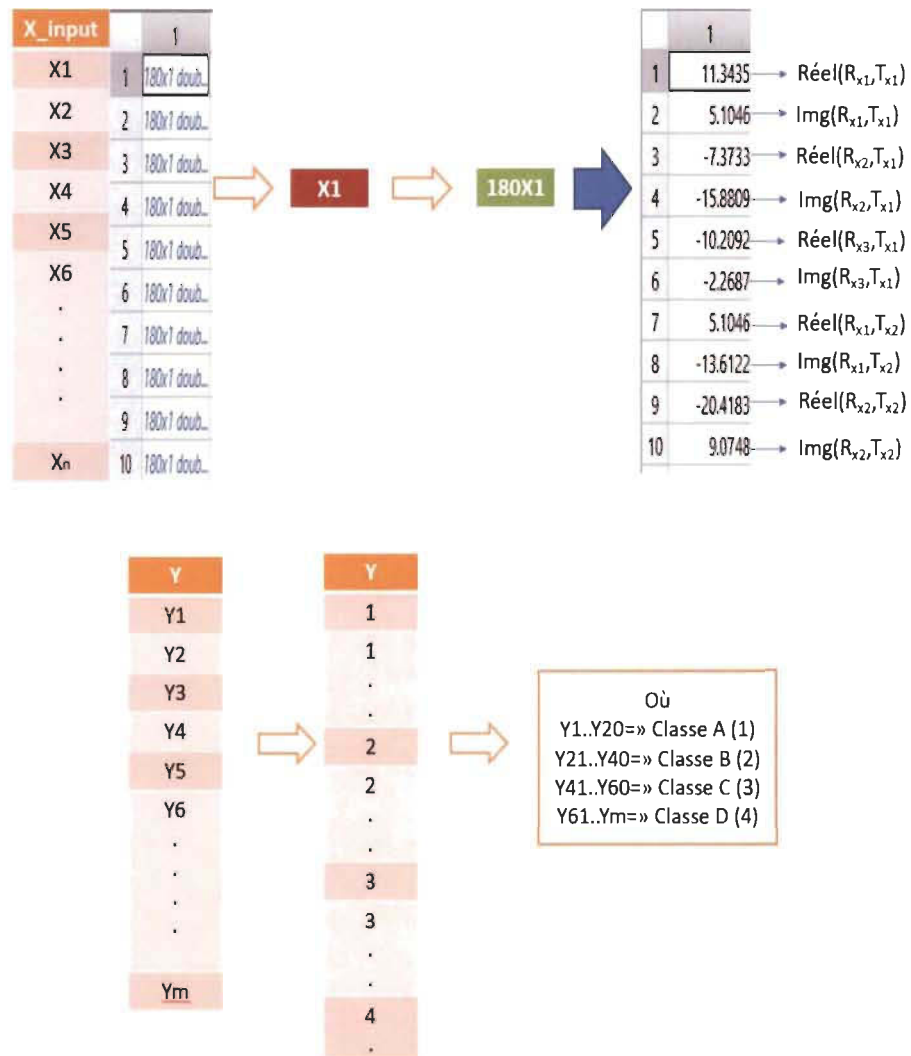 X_input
1
X1
1 180x1 doub...
X2
2 180x1 doub...
X3
3 180x1 doub...
X4
4 180x1 doub...
X5
5 180x1 doub...
X6
6 180x1 doub...
.
7 180x1 doub...
.
8 180x1 doub...
.
9 180x1 doub...
Xn
10 180x1 doub...
X1
180X1
1
1 11.3435 Réel(Rx1,Tx1)
2 5.1046 Img(Rx1,Tx1)
3 -7.3733 Réel(Rx2,Tx1)
4 -15.8809 Img(Rx2,Tx1)
5 -10.2092 Réel(Rx3,Tx1)
6 -2.2687 Img(Rx3,Tx1)
7 5.1046 Réel(Rx1,Tx2)
8 -13.6122 Img(Rx1,Tx2)
9 -20.4183 Réel(Rx2,Tx2)
10 9.0748 Img(Rx2,Tx2)
Y
Y1
Y2
Y3
Y4
Y5
Y6
.
.
.
.
Ym
Y
1
1
.
.
2
2
.
.
3
3
.
.
4
.
Où
Y1..Y20=» Classe A (1)
Y21..Y40=» Classe B (2)
Y41..Y60=» Classe C (3)
Y61..Ym=» Classe D (4)